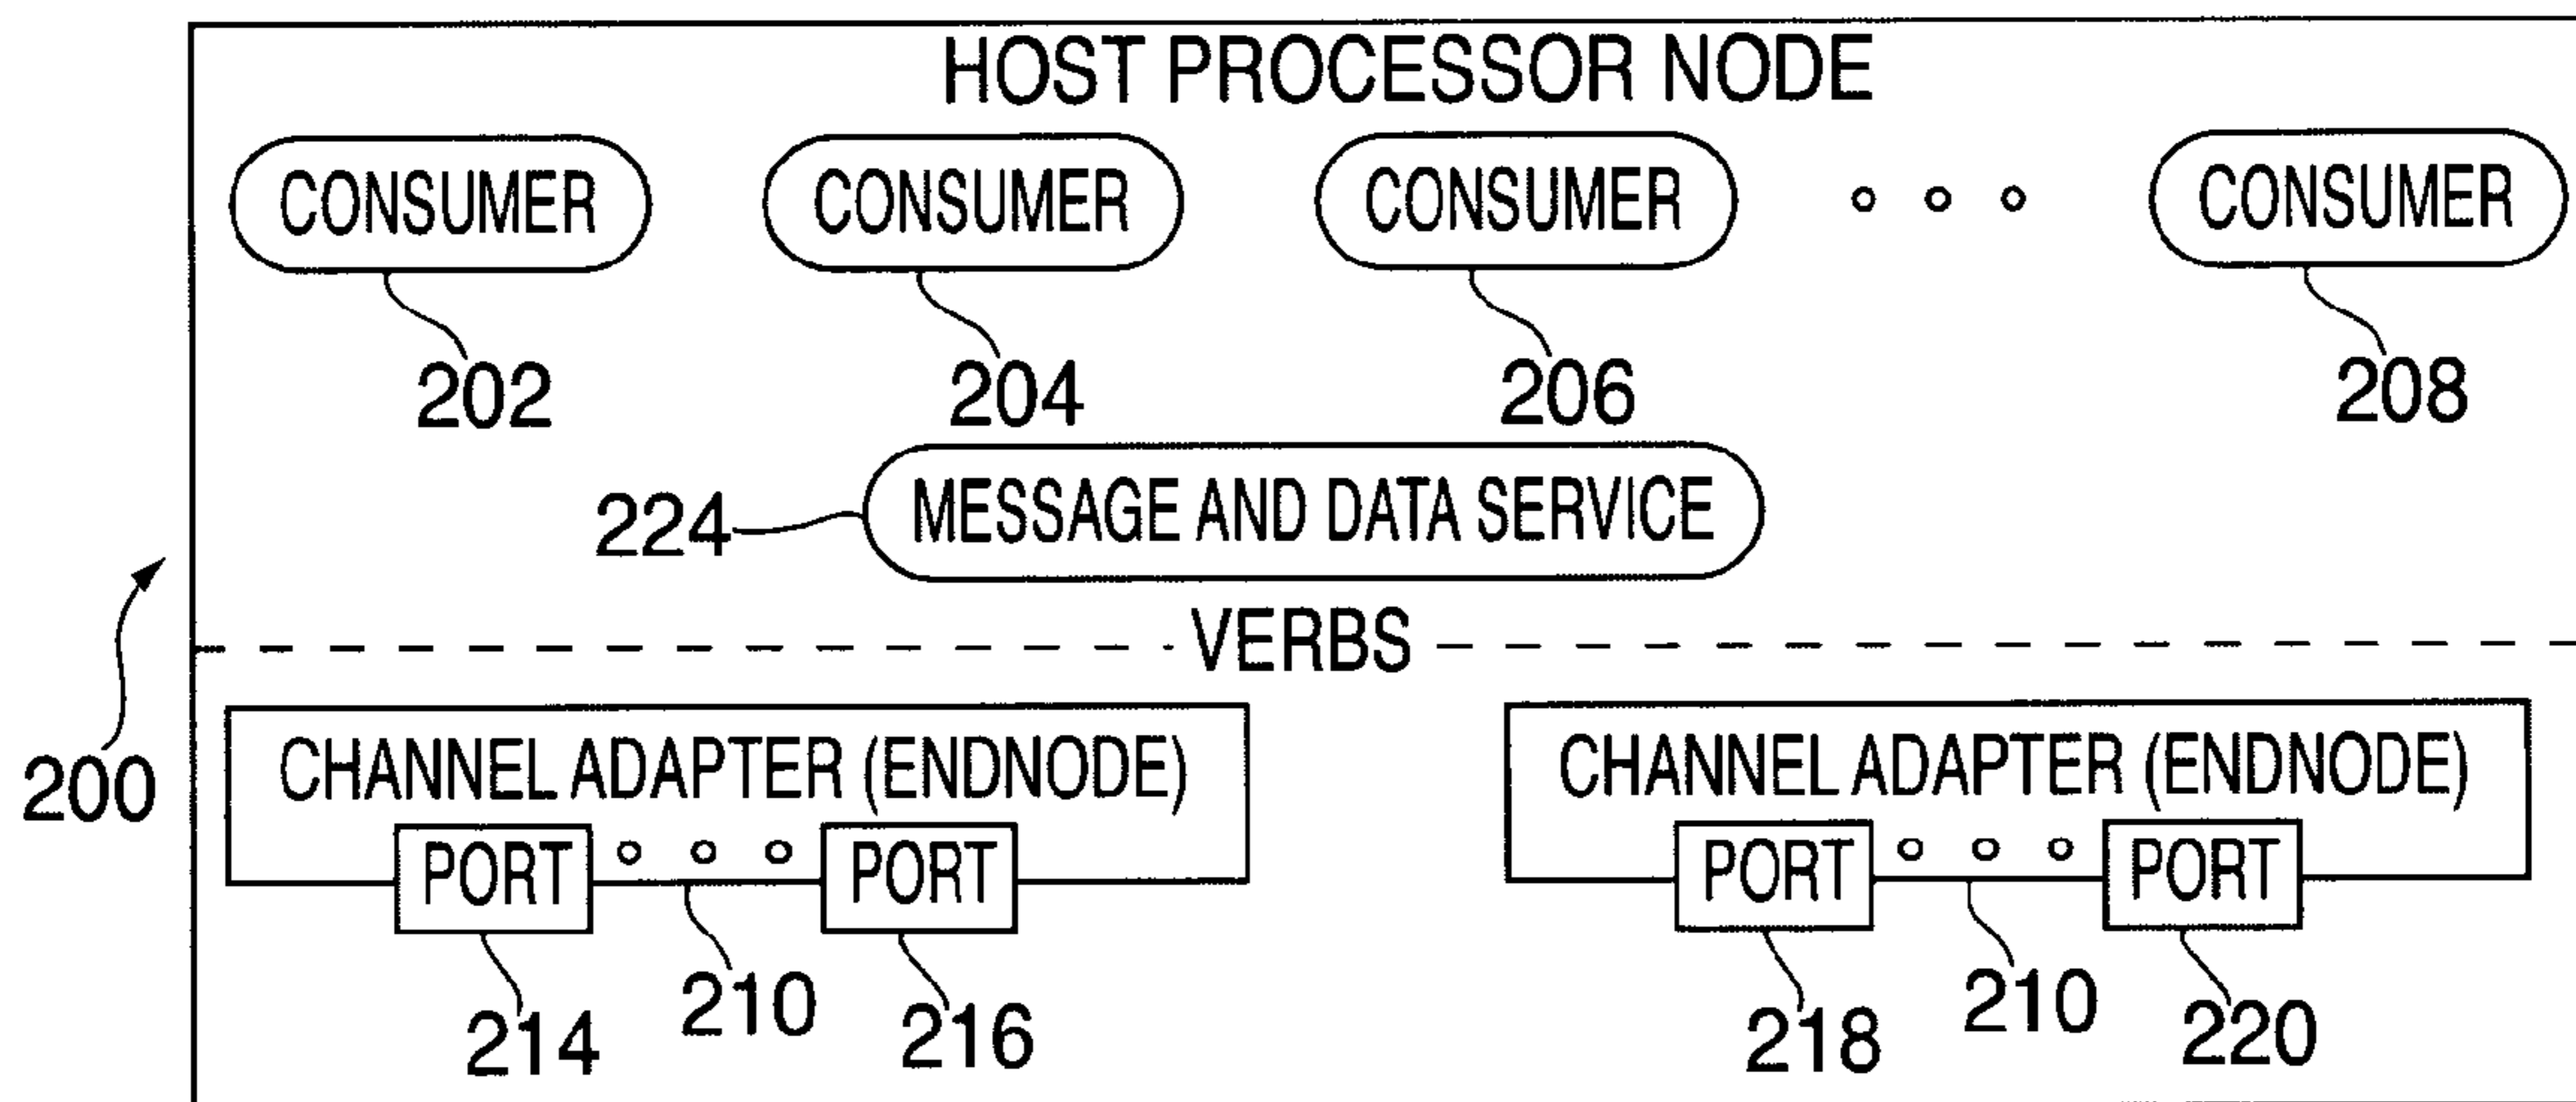 HOST PROCESSOR NODE
CONSUMER CONSUMER CONSUMER CONSUMER
202 204 206 208
224 MESSAGE AND DATA SERVICE
VERBS
200
CHANNEL ADAPTER (ENDNODE) CHANNEL ADAPTER (ENDNODE)
PORT PORT PORT PORT
214 210 216 218 210 220